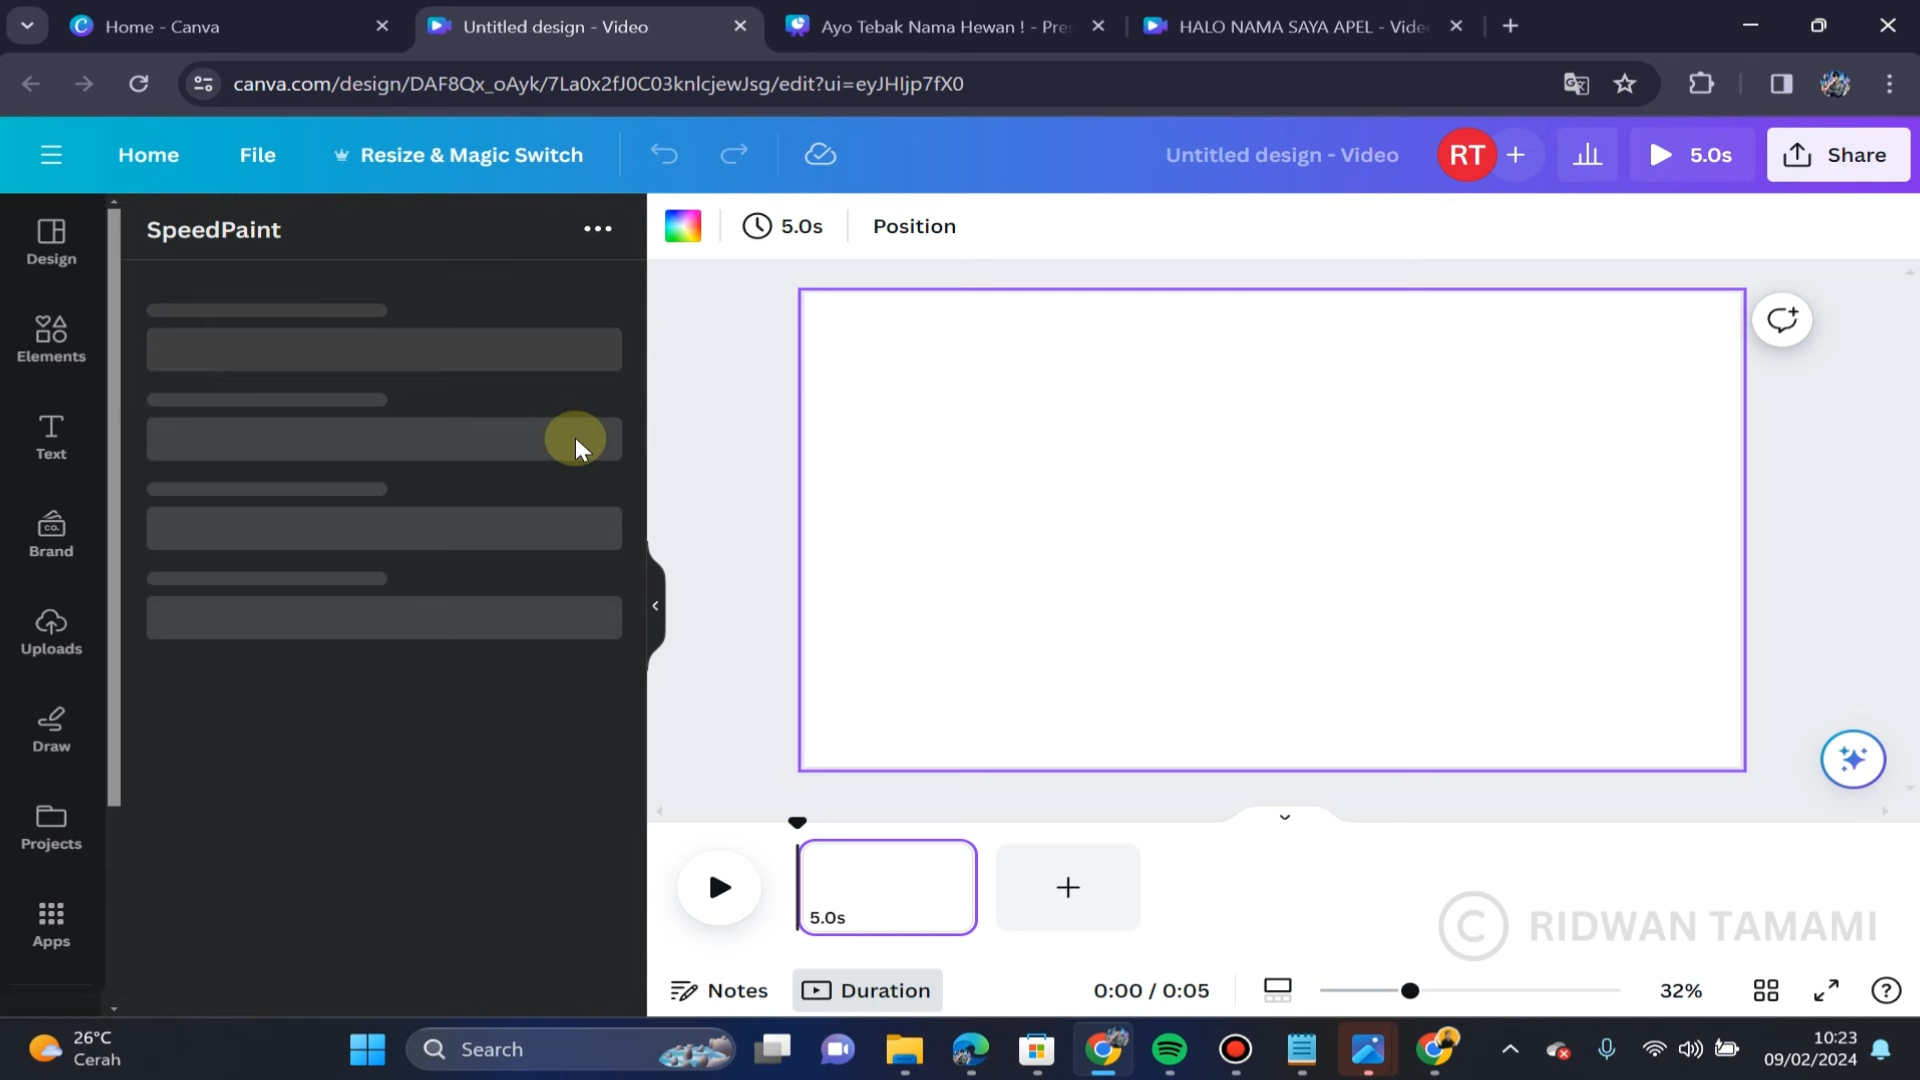 Home - Canva
Untitled design - Video
Ayo Tebak Nama Hewan ! - Pre
HALO NAMA SAYA APEL - Vide
canva.com/design/DAF8Qx_oAyk/7La0x2fJ0C03knlcjewJsg/edit?ui=eyJHIjp7fX0
Home
File
Resize & Magic Switch
Untitled design - Video
RT
5.0s
Share
Design
Elements
Text
CO.
Brand
Uploads
Draw
Projects
Apps
SpeedPaint
5.0s
Position
5.0s
© RIDWAN TAMAMI
Notes
Duration
0:00 / 0:05
32%
26°C
Cerah
Search
10:23
09/02/2024